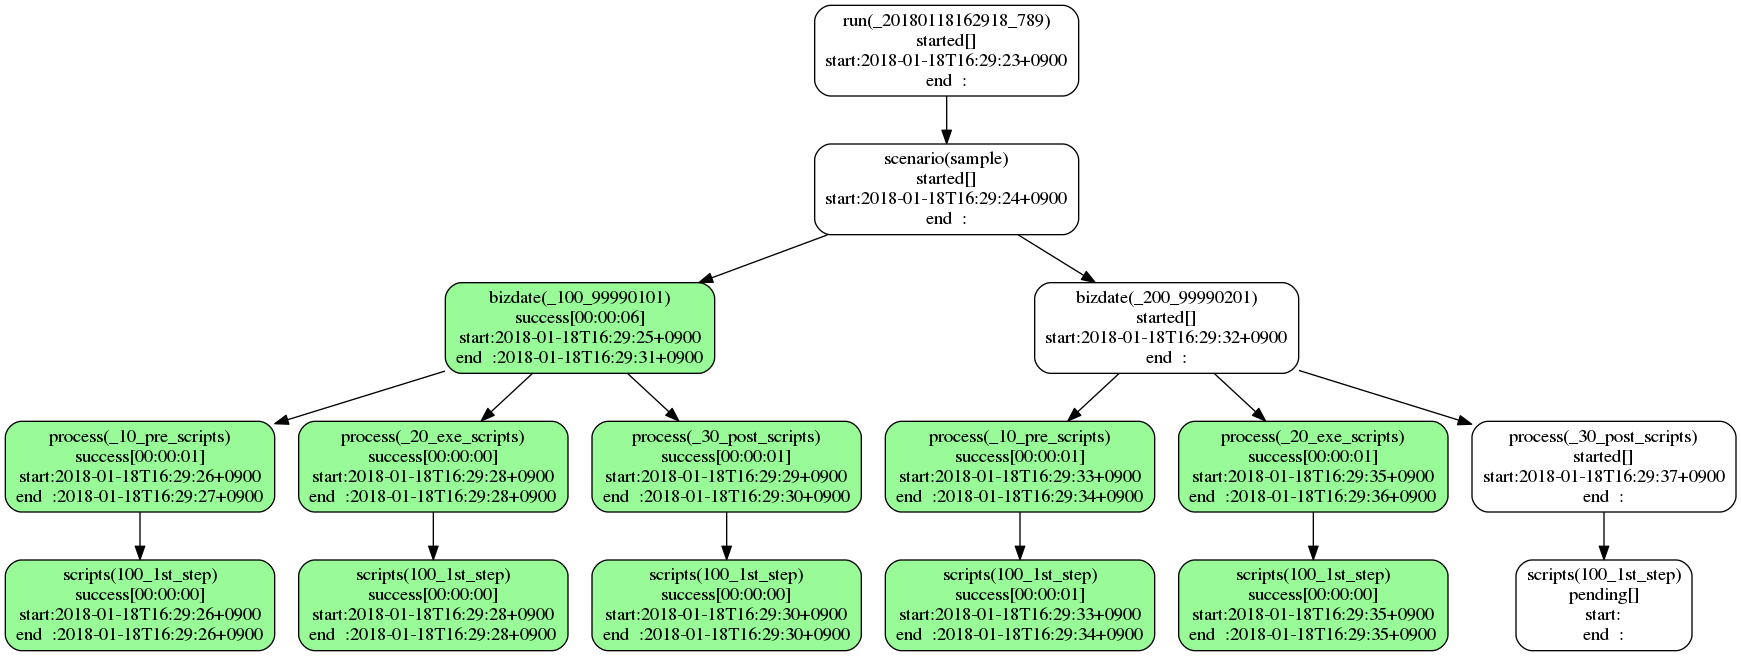 run(_20180118162918_789)
started[]
start:2018-01-18T16:29:23+0900
end  :
scenario(sample)
started[]
start:2018-01-18T16:29:24+0900
end  :
bizdate(_100_99990101)
success[00:00:06]
start:2018-01-18T16:29:25+0900
end  :2018-01-18T16:29:31+0900
bizdate(_200_99990201)
started[]
start:2018-01-18T16:29:32+0900
end  :
process(_10_pre_scripts)
success[00:00:01]
start:2018-01-18T16:29:26+0900
end  :2018-01-18T16:29:27+0900
process(_20_exe_scripts)
success[00:00:00]
start:2018-01-18T16:29:28+0900
end  :2018-01-18T16:29:28+0900
process(_30_post_scripts)
success[00:00:01]
start:2018-01-18T16:29:29+0900
end  :2018-01-18T16:29:30+0900
process(_10_pre_scripts)
success[00:00:01]
start:2018-01-18T16:29:33+0900
end  :2018-01-18T16:29:34+0900
process(_20_exe_scripts)
success[00:00:01]
start:2018-01-18T16:29:35+0900
end  :2018-01-18T16:29:36+0900
process(_30_post_scripts)
started[]
start:2018-01-18T16:29:37+0900
end  :
scripts(100_1st_step)
success[00:00:00]
start:2018-01-18T16:29:26+0900
end  :2018-01-18T16:29:26+0900
scripts(100_1st_step)
success[00:00:00]
start:2018-01-18T16:29:28+0900
end  :2018-01-18T16:29:28+0900
scripts(100_1st_step)
success[00:00:00]
start:2018-01-18T16:29:30+0900
end  :2018-01-18T16:29:30+0900
scripts(100_1st_step)
success[00:00:01]
start:2018-01-18T16:29:33+0900
end  :2018-01-18T16:29:34+0900
scripts(100_1st_step)
success[00:00:00]
start:2018-01-18T16:29:35+0900
end  :2018-01-18T16:29:35+0900
scripts(100_1st_step)
pending[]
start:
end  :